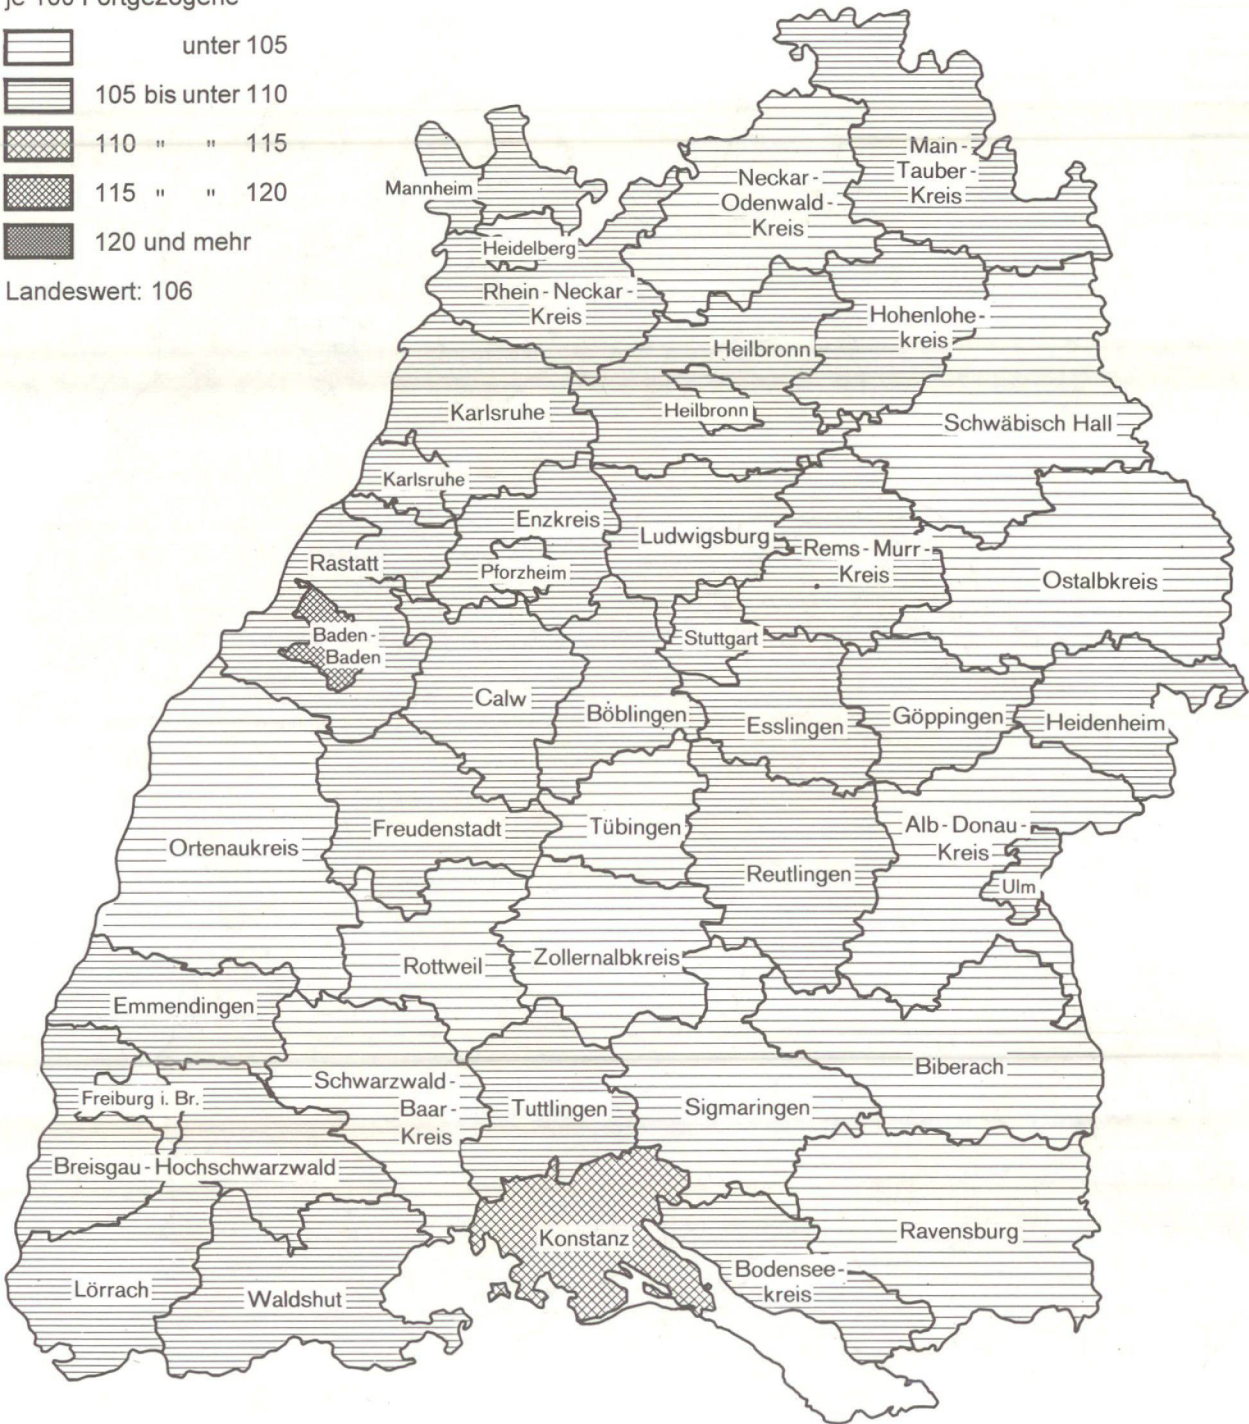 je 100 Fortgezogene
unter 105
105 bis unter 110
110 " " 115
115 " " 120
120 und mehr
Landeswert: 106
Main-
Tauber-
Kreis
Neckar-
Odenwald-
Kreis
Mannheim
Heidelberg
Rhein-Neckar-
Kreis
Hohenlohe-
kreis
Heilbronn
Heilbronn
Karlsruhe
Schwäbisch Hall
Karlsruhe
Enzkreis
Ludwigsburg
Rems-Murr-
Kreis
Rastatt
Pforzheim
Ostalbkreis
Baden-
Baden
Stuttgart
Calw
Böblingen
Esslingen
Göppingen
Heidenheim
Ortenaukreis
Freudenstadt
Tübingen
Reutlingen
Alb-Donau-
Kreis
Ulm
Rottweil
Zollernalbkreis
Emmendingen
Freiburg i. Br.
Schwarzwald-
Baar-
Kreis
Tuttlingen
Sigmaringen
Biberach
Breisgau-Hochschwarzwald
Konstanz
Ravensburg
Lörrach
Waldshut
Bodensee-
kreis